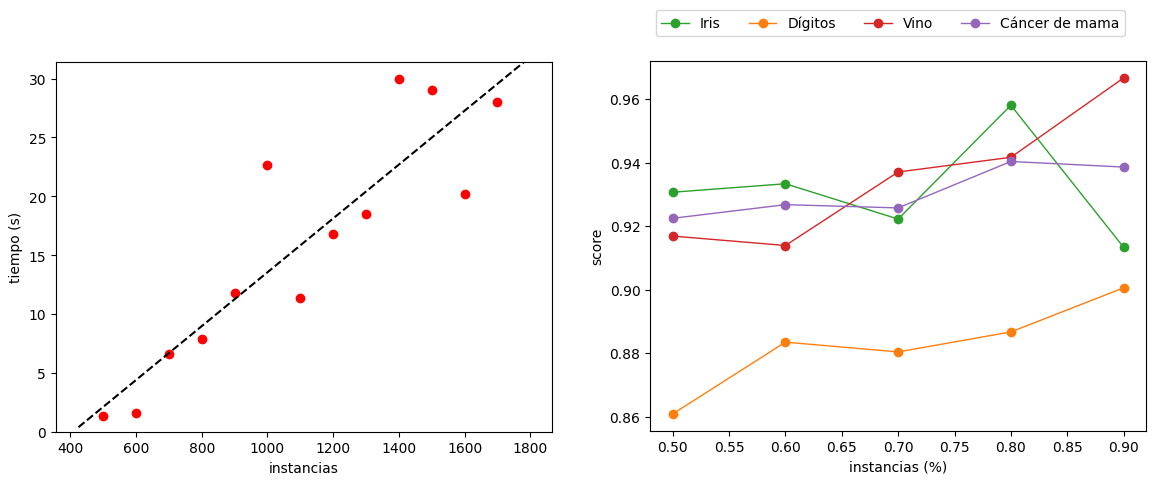 Iris Dígitos Vino Cáncer de mama
30
25
20
15
10
5
0
tiempo (s)
400 600 800 1000 1200 1400 1600 1800
instancias
0.96
0.94
0.92
0.90
0.88
0.86
score
0.50 0.55 0.60 0.65 0.70 0.75 0.80 0.85 0.90
instancias (%)